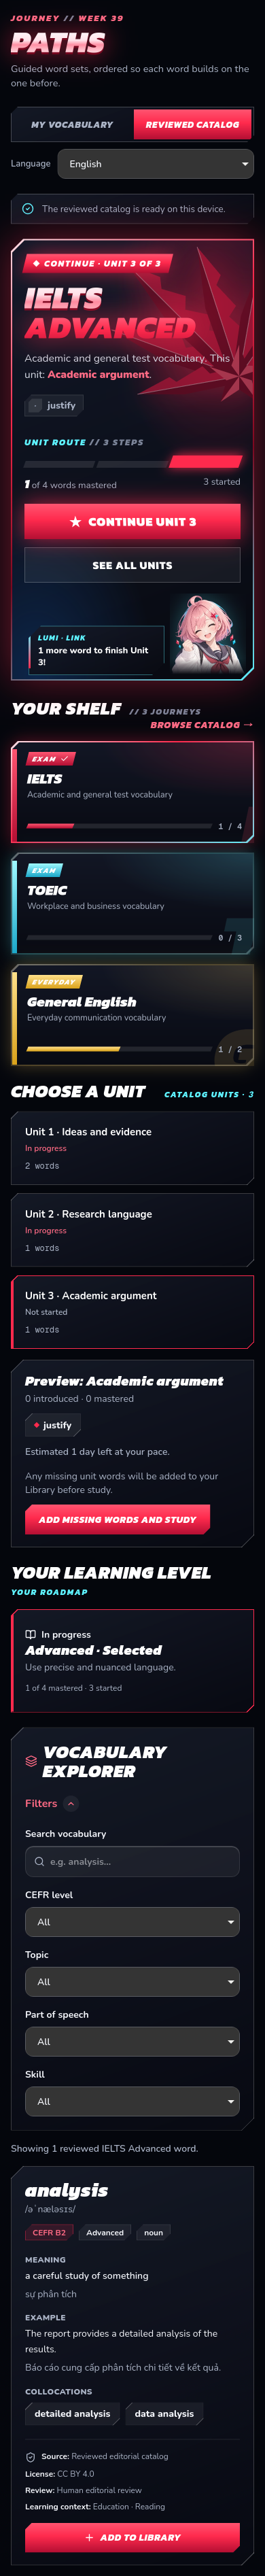 JOURNEY // WEEK 39
PATHS
Guided word sets, ordered so each word builds on the
one before.
MY VOCABULARY
REVIEWED CATALOG
Language
English
The reviewed catalog is ready on this device.
◆ CONTINUE · UNIT 3 OF 3
IELTS
ADVANCED
Academic and general test vocabulary. This
unit: Academic argument.
justify
UNIT ROUTE // 3 STEPS
1 of 4 words mastered
3 started
★ CONTINUE UNIT 3
SEE ALL UNITS
LUMI · LINK
1 more word to finish Unit
3!
YOUR SHELF // 3 JOURNEYS
BROWSE CATALOG →
EXAM ✓
IELTS
Academic and general test vocabulary
1 / 4
EXAM
TOEIC
Workplace and business vocabulary
0 / 3
EVERYDAY
General English
Everyday communication vocabulary
1 / 2
CHOOSE A UNIT
CATALOG UNITS · 3
Unit 1 · Ideas and evidence
In progress
2 words
Unit 2 · Research language
In progress
1 words
Unit 3 · Academic argument
Not started
1 words
Preview: Academic argument
0 introduced · 0 mastered
justify
Estimated 1 day left at your pace.
Any missing unit words will be added to your
Library before study.
ADD MISSING WORDS AND STUDY
YOUR LEARNING LEVEL
YOUR ROADMAP
In progress
Advanced · Selected
Use precise and nuanced language.
1 of 4 mastered · 3 started
VOCABULARY
EXPLORER
Filters
Search vocabulary
e.g. analysis...
CEFR level
All
Topic
All
Part of speech
All
Skill
All
Showing 1 reviewed IELTS Advanced word.
analysis
/əˈnæləsɪs/
CEFR B2
Advanced
noun
MEANING
a careful study of something
sự phân tích
EXAMPLE
The report provides a detailed analysis of the
results.
Báo cáo cung cấp phân tích chi tiết về kết quả.
COLLOCATIONS
detailed analysis
data analysis
Source: Reviewed editorial catalog
License: CC BY 4.0
Review: Human editorial review
Learning context: Education · Reading
+ ADD TO LIBRARY